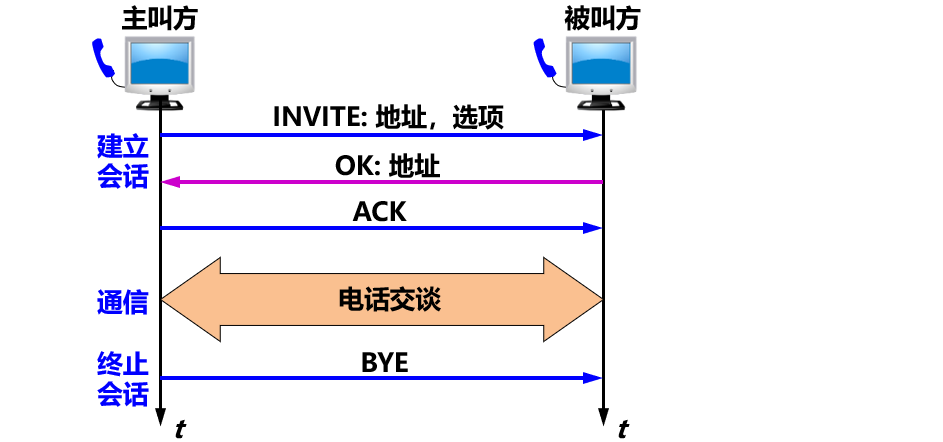 主叫方
被叫方
INVITE: 地址，选项
建立
会话
OK: 地址
ACK
通信
电话交谈
终止
会话
BYE
t
t